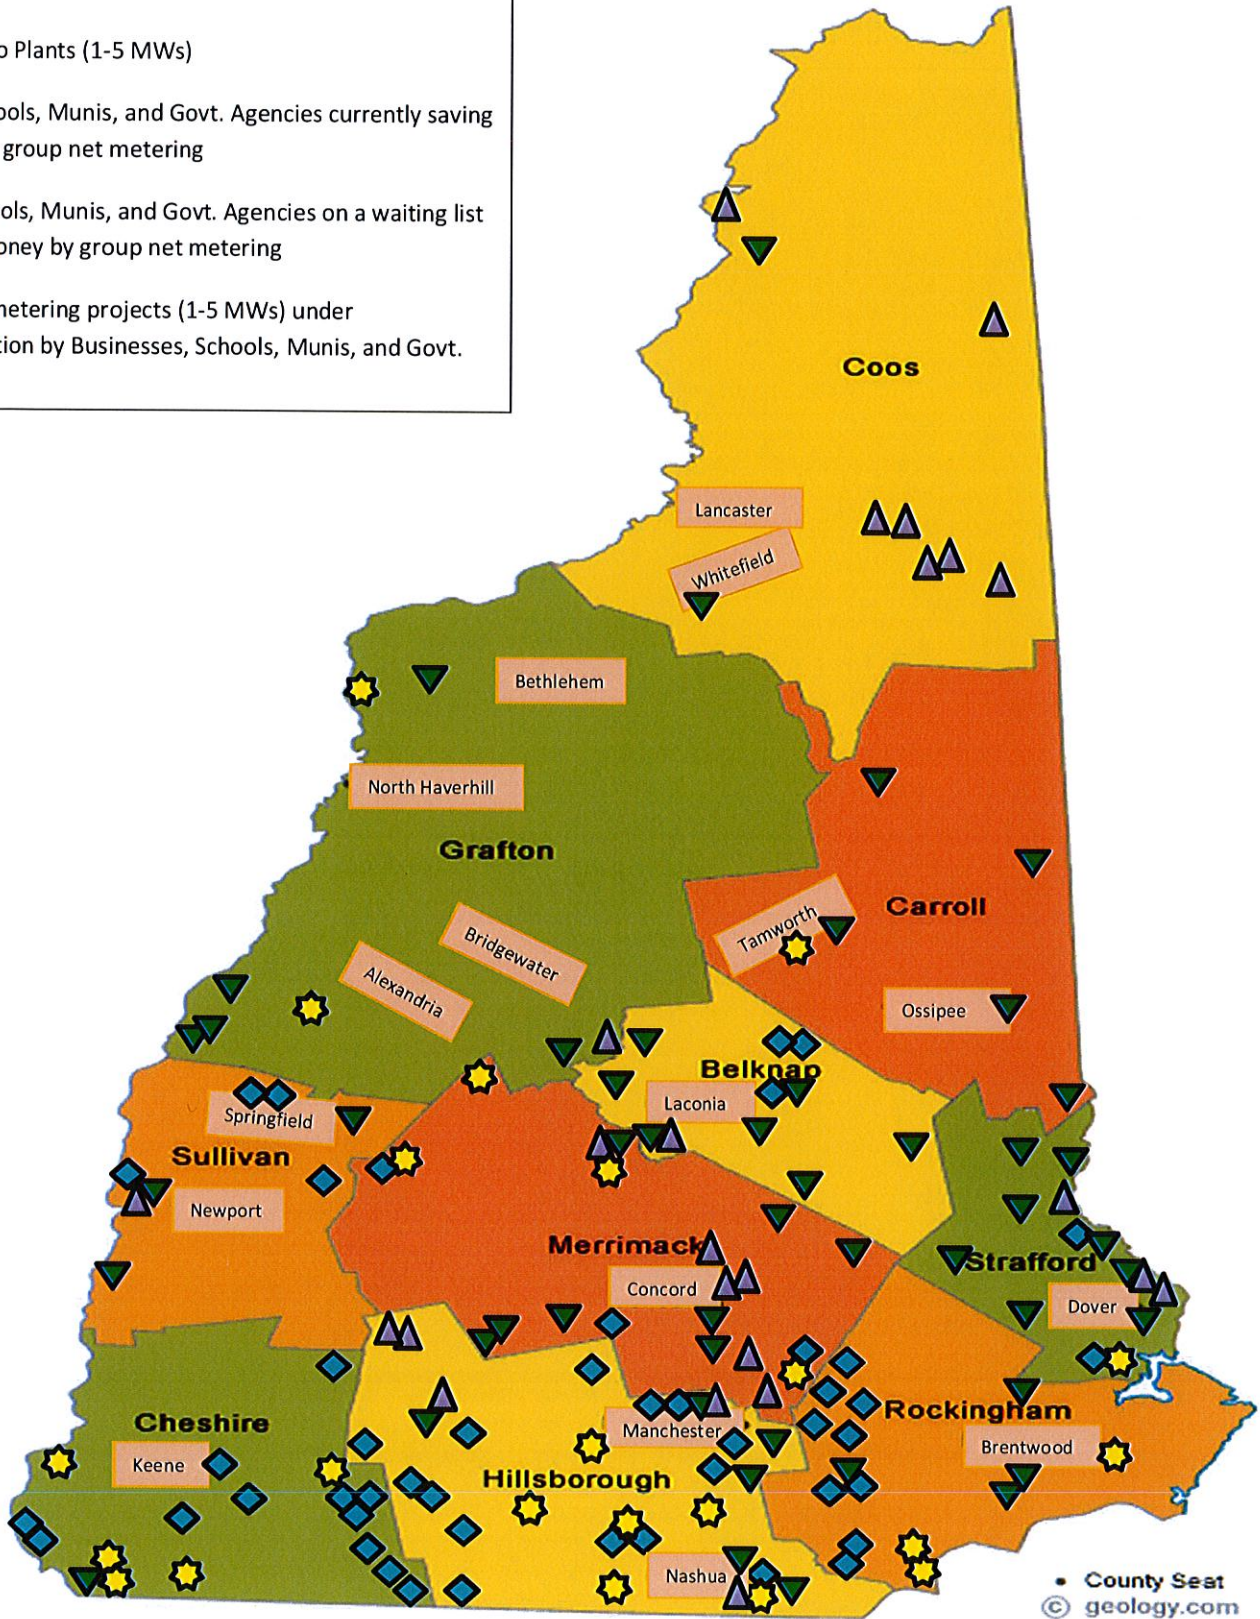 o Plants (1-5 MWs)
ools, Munis, and Govt. Agencies currently saving
group net metering
ols, Munis, and Govt. Agencies on a waiting list
oney by group net metering
metering projects (1-5 MWs) under
tion by Businesses, Schools, Munis, and Govt.
Coos
Lancaster
Whitefield
Bethlehem
North Haverhill
Grafton
Carroll
Tamworth
Bridgewater
Alexandria
Ossipee
Belknap
Laconia
Springfield
Sullivan
Newport
Merrimack
Strafford
Concord
Dover
Rockingham
Cheshire
Manchester
Brentwood
Keene
Hillsborough
Nashua
• County Seat
© geology.com